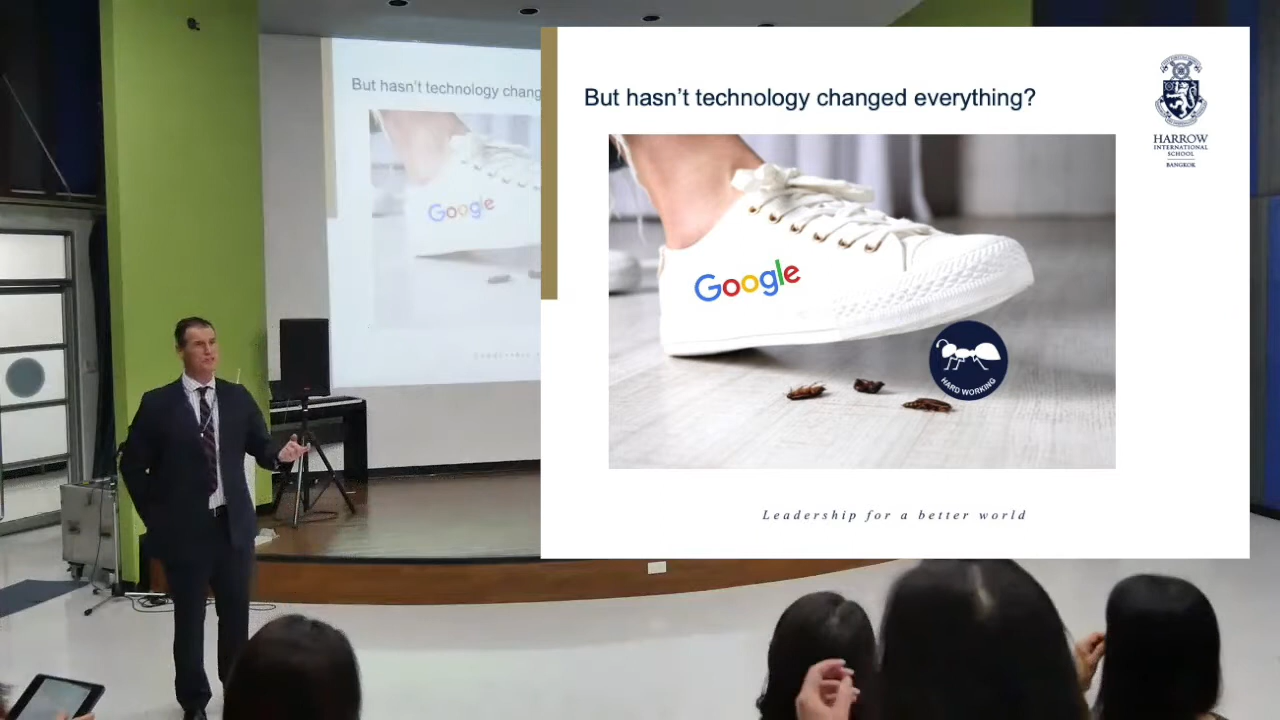 But hasn't technology chang
Google
But hasn't technology changed everything?
HARROW
INTERNATIONAL
SCHOOL
BANGKOK
Google
HARD WORKING
Leadership for a better world